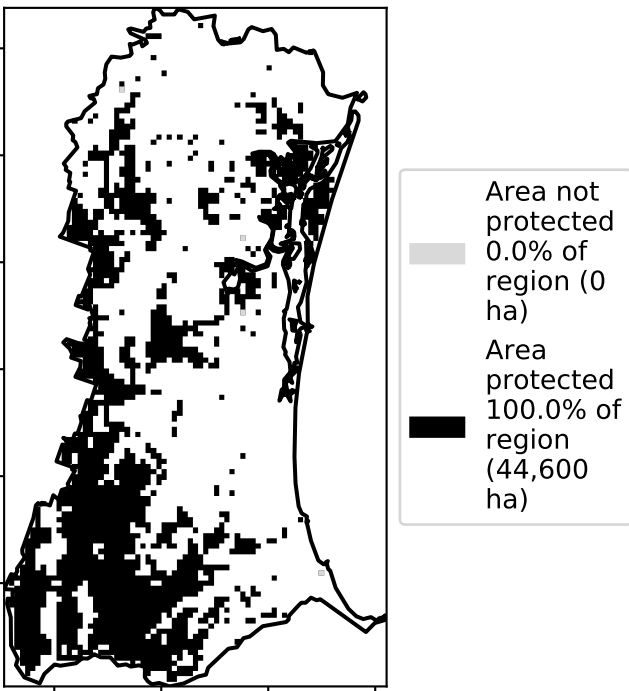 Area not
protected
0.0% of
region (0
ha)
Area
protected
100.0% of
region
(44,600
ha)